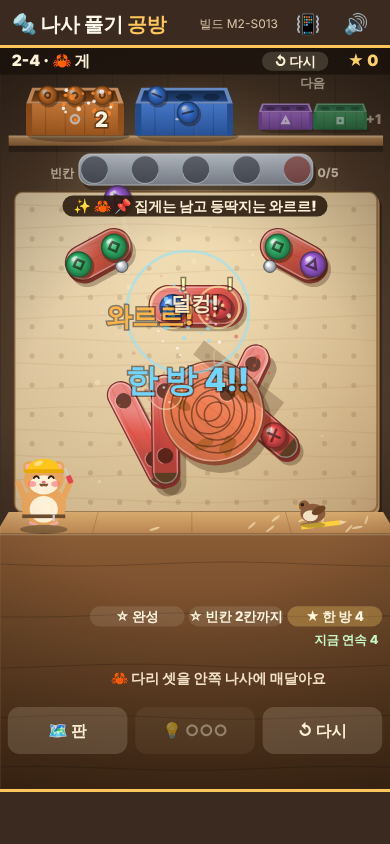 나사 풀기 공방
빌드 M2-S013
2-4 · 게
다시
★ 0
다음
2
+1
빈칸
0/5
집게는 남고 등딱지는 와르르!
! !
덜컹!
와르르!
한 방 4!!
☆ 완성
☆ 빈칸 2칸까지
★ 한 방 4
지금 연속 4
다리 셋을 안쪽 나사에 매달아요
판
다시